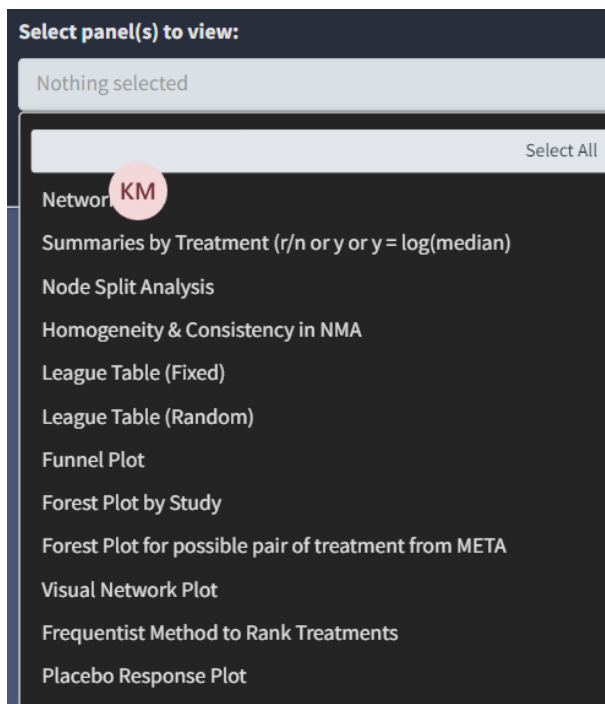 Select panel(s) to view:
Nothing selected
Select All
KM
Networ
Summaries by Treatment (r/n or y or y = log(median)
Node Split Analysis
Homogeneity & Consistency in NMA
League Table (Fixed)
League Table (Random)
Funnel Plot
Forest Plot by Study
Forest Plot for possible pair of treatment from META
Visual Network Plot
Frequentist Method to Rank Treatments
Placebo Response Plot